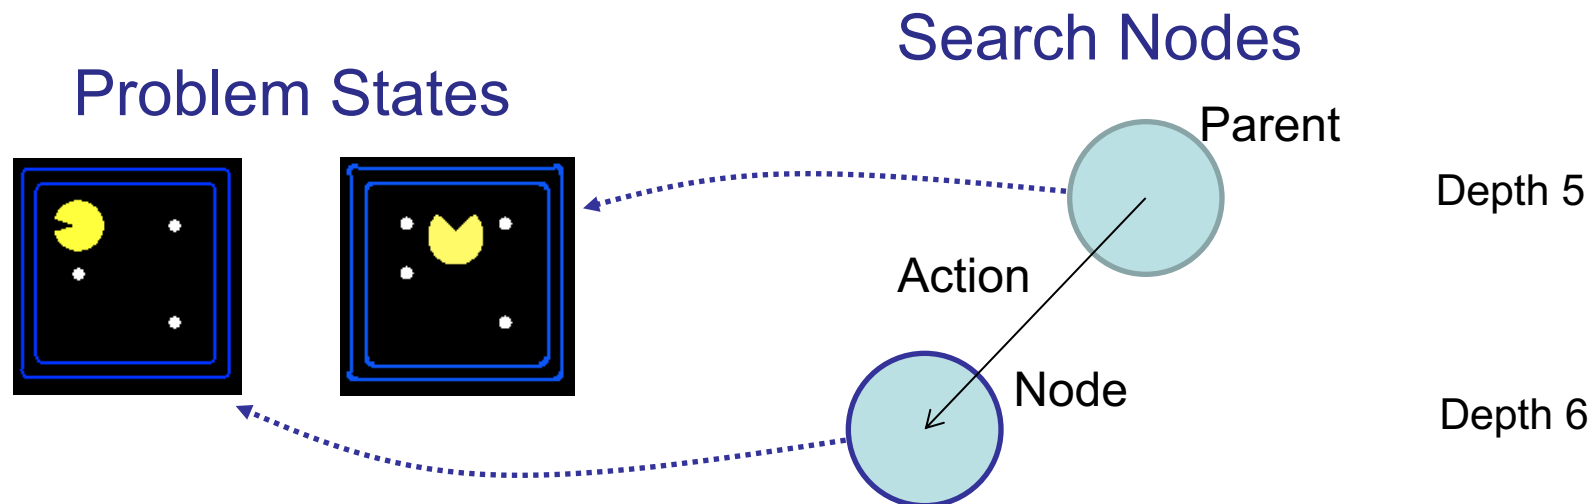 Search Nodes
Problem States
Parent
Depth 5
Action
Node
Depth 6